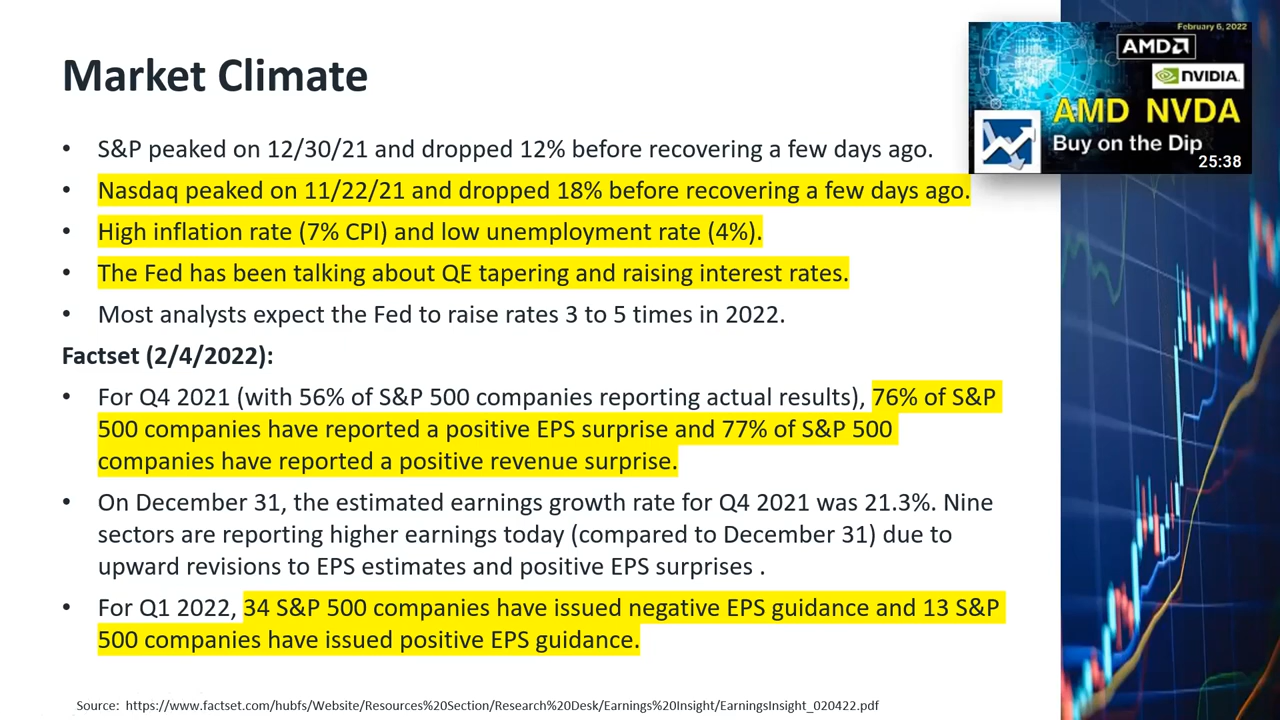 Market Climate
• S&P peaked on 12/30/21 and dropped 12% before recovering a few days ago.
• Nasdaq peaked on 11/22/21 and dropped 18% before recovering a few days ago.
• High inflation rate (7% CPI) and low unemployment rate (4%).
• The Fed has been talking about QE tapering and raising interest rates.
• Most analysts expect the Fed to raise rates 3 to 5 times in 2022.
Factset (2/4/2022):
• For Q4 2021 (with 56% of S&P 500 companies reporting actual results), 76% of S&P
500 companies have reported a positive EPS surprise and 77% of S&P 500
companies have reported a positive revenue surprise.
• On December 31, the estimated earnings growth rate for Q4 2021 was 21.3%. Nine
sectors are reporting higher earnings today (compared to December 31) due to
upward revisions to EPS estimates and positive EPS surprises .
• For Q1 2022, 34 S&P 500 companies have issued negative EPS guidance and 13 S&P
500 companies have issued positive EPS guidance.
Source: https://www.factset.com/hubfs/Website/Resources%20Section/Research%20Desk/Earnings%20Insight/EarningsInsight_020422.pdf
February 6, 2022
AMD
NVIDIA.
AMD NVDA
Buy on the Dip
25:38